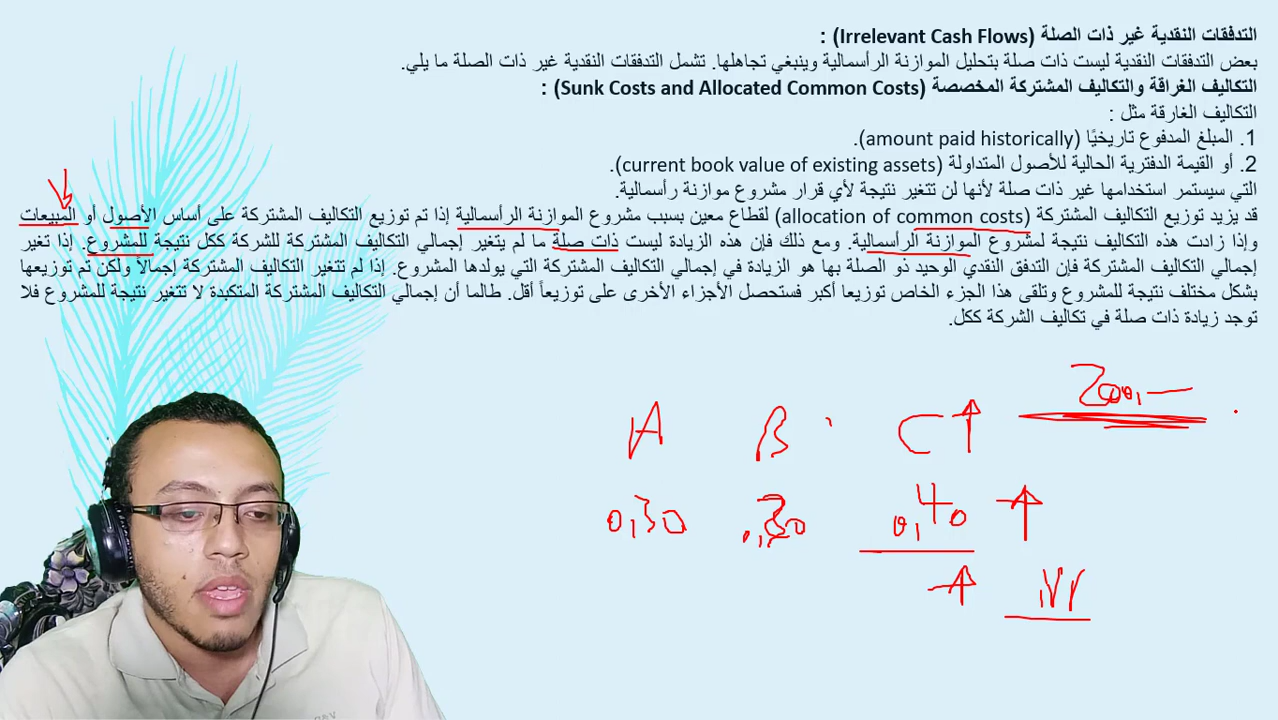 التدفقات النقدية غير ذات الصلة (Irrelevant Cash Flows) :
بعض التدفقات النقدية ليست ذات صلة بتحليل الموازنة الرأسمالية وينبغي تجاهلها. تشمل التدفقات النقدية غير ذات الصلة ما يلي.
التكاليف الغراقة والتكاليف المشتركة المخصصة (Sunk Costs and Allocated Common Costs) :
التكاليف الغارقة مثل :
1. المبلغ المدفوع تاريخيًا (amount paid historically).
2. أو القيمة الدفترية الحالية للأصول المتداولة (current book value of existing assets).
التي سيستمر استخدامها غير ذات صلة لأنها لن تتغير نتيجة لأي قرار مشروع موازنة رأسمالية.
قد يزيد توزيع التكاليف المشتركة (allocation of common costs) لقطاع معين بسبب مشروع الموازنة الرأسمالية إذا تم توزيع التكاليف المشتركة على أساس الأصول أو المبيعات
وإذا زادت هذه التكاليف نتيجة لمشروع الموازنة الرأسمالية. ومع ذلك فإن هذه الزيادة ليست ذات صلة ما لم يتغير إجمالي التكاليف المشتركة للشركة ككل نتيجة للمشروع. إذا تغير
إجمالي التكاليف المشتركة فإن التدفق النقدي الوحيد ذو الصلة بها هو الزيادة في إجمالي التكاليف المشتركة التي يولدها المشروع. إذا لم تتغير التكاليف المشتركة إجمالاً ولكن تم توزيعها
بشكل مختلف نتيجة للمشروع وتلقى هذا الجزء الخاص توزيعا أكبر فستحصل الأجزاء الأخرى على توزيعاً أقل. طالما أن إجمالي التكاليف المشتركة المتكبدة لا تتغير نتيجة للمشروع فلا
توجد زيادة ذات صلة في تكاليف الشركة ككل.
A B C
0,30 0,40